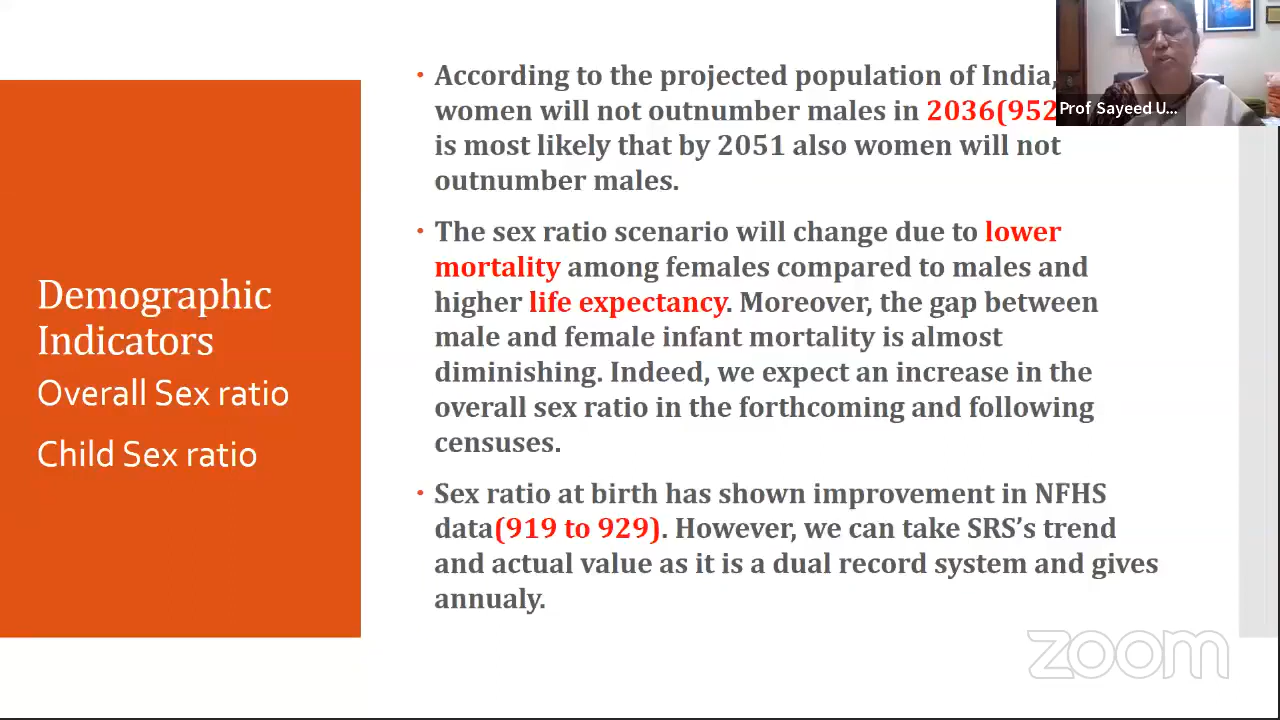 Demographic
Indicators
Overall Sex ratio
Child Sex ratio
• According to the projected population of India,
women will not outnumber males in 2036(952
is most likely that by 2051 also women will not
outnumber males.
• The sex ratio scenario will change due to lower
mortality among females compared to males and
higher life expectancy. Moreover, the gap between
male and female infant mortality is almost
diminishing. Indeed, we expect an increase in the
overall sex ratio in the forthcoming and following
censuses.
• Sex ratio at birth has shown improvement in NFHS
data(919 to 929). However, we can take SRS's trend
and actual value as it is a dual record system and gives
annualy.
Prof Sayeed U...
zoom